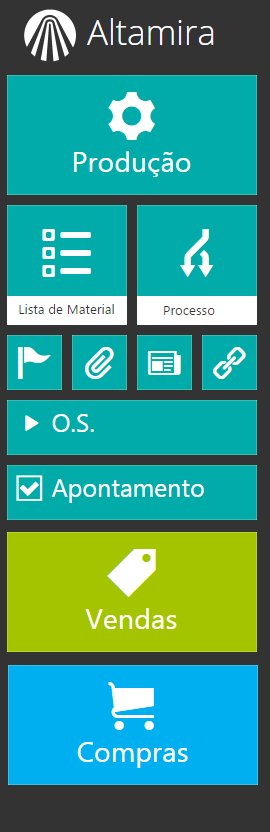 Altamira
Produção
Lista de Material
Processo
O.S.
Apontamento
Vendas
Compras